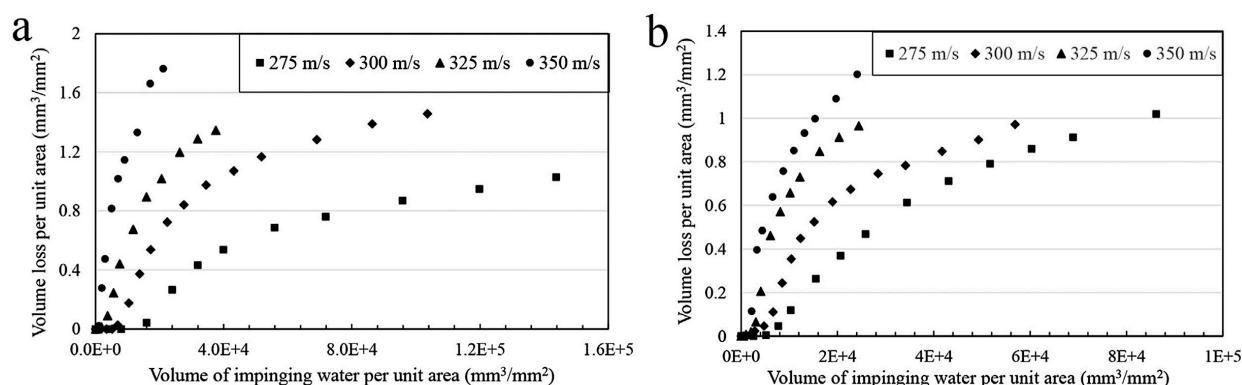 a
Volume loss per unit area (mm³/mm²)
2
1.6
1.2
0.8
0.4
0
275 m/s 300 m/s 325 m/s 350 m/s
0.0E+0 4.0E+4 8.0E+4 1.2E+5 1.6E+5
Volume of impinging water per unit area (mm³/mm²)
b
Volume loss per unit area (mm³/mm²)
1.4
1.2
1
0.8
0.6
0.4
0.2
0
275 m/s 300 m/s 325 m/s 350 m/s
0E+0 2E+4 4E+4 6E+4 8E+4 1E+5
Volume of impinging water per unit area (mm³/mm²)